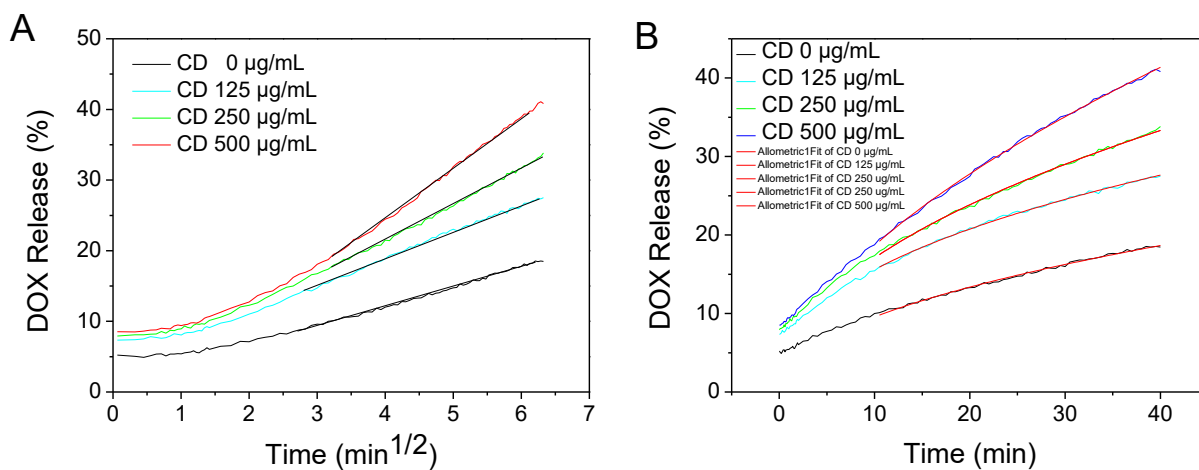 A
50
40
30
20
10
0
DOX Release (%)
CD 0 µg/mL
CD 125 µg/mL
CD 250 µg/mL
CD 500 µg/mL
0 1 2 3 4 5 6 7
Time (min1/2)
B
40
30
20
10
0
DOX Release (%)
CD 0 µg/mL
CD 125 µg/mL
CD 250 µg/mL
CD 500 µg/mL
Allometric1Fit of CD 0 µg/mL
Allometric1Fit of CD 125 µg/mL
Allometric1Fit of CD 250 ug/mL
Allometric1Fit of CD 250 ug/mL
Allometric1Fit of CD 500 µg/mL
0 10 20 30 40
Time (min)